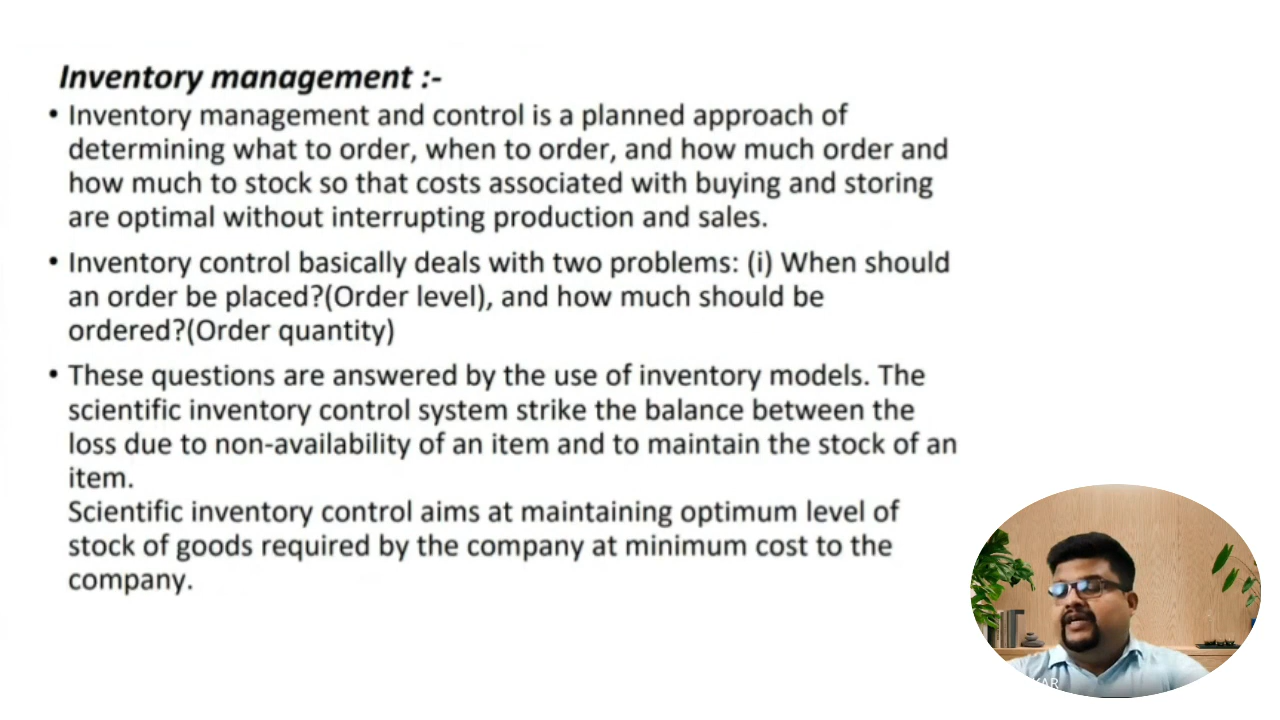 Inventory management :-
• Inventory management and control is a planned approach of
determining what to order, when to order, and how much order and
how much to stock so that costs associated with buying and storing
are optimal without interrupting production and sales.
• Inventory control basically deals with two problems: (i) When should
an order be placed?(Order level), and how much should be
ordered?(Order quantity)
• These questions are answered by the use of inventory models. The
scientific inventory control system strike the balance between the
loss due to non-availability of an item and to maintain the stock of an
item.
Scientific inventory control aims at maintaining optimum level of
stock of goods required by the company at minimum cost to the
company.